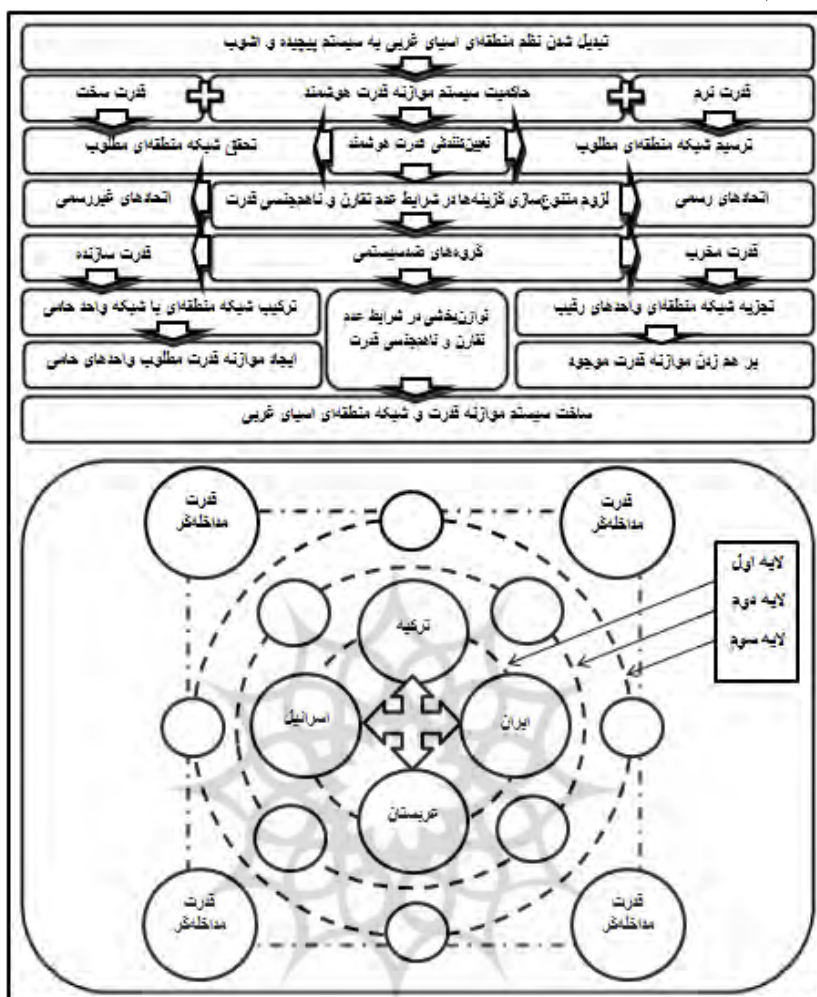 تبدیل شدن نظم منطقه‌ای آسیای غربی به سیستم پیچیده و آشوب
قدرت نرم
حاکمیت سیستم موازنه قدرت هوشمند
قدرت سخت
ترسیم شبکه منطقه‌ای مطلوب
تعیین‌کنندگی قدرت هوشمند
تحقق شبکه منطقه‌ای مطلوب
اتحادهای رسمی
لزوم متنوع‌سازی گزینه‌ها در شرایط عدم تقارن و ناهم‌جنسی قدرت
اتحادهای غیررسمی
قدرت مخرب
گروه‌های ضدسیستمی
قدرت سازنده
تجزیه شبکه منطقه‌ای واحدهای رقیب
توازن‌بخشی در شرایط عدم
تقارن و ناهم‌جنسی قدرت
ترکیب شبکه منطقه‌ای با شبکه واحد حامی
بر هم زدن موازنه قدرت موجود
ایجاد موازنه قدرت مطلوب واحدهای حامی
ساخت سیستم موازنه قدرت و شبکه منطقه‌ای آسیای غربی
قدرت
مداخله‌گر
قدرت
مداخله‌گر
لایه اول
لایه دوم
لایه سوم
ترکیه
ایران
اسرائیل
عربستان
قدرت
مداخله‌گر
قدرت
مداخله‌گر